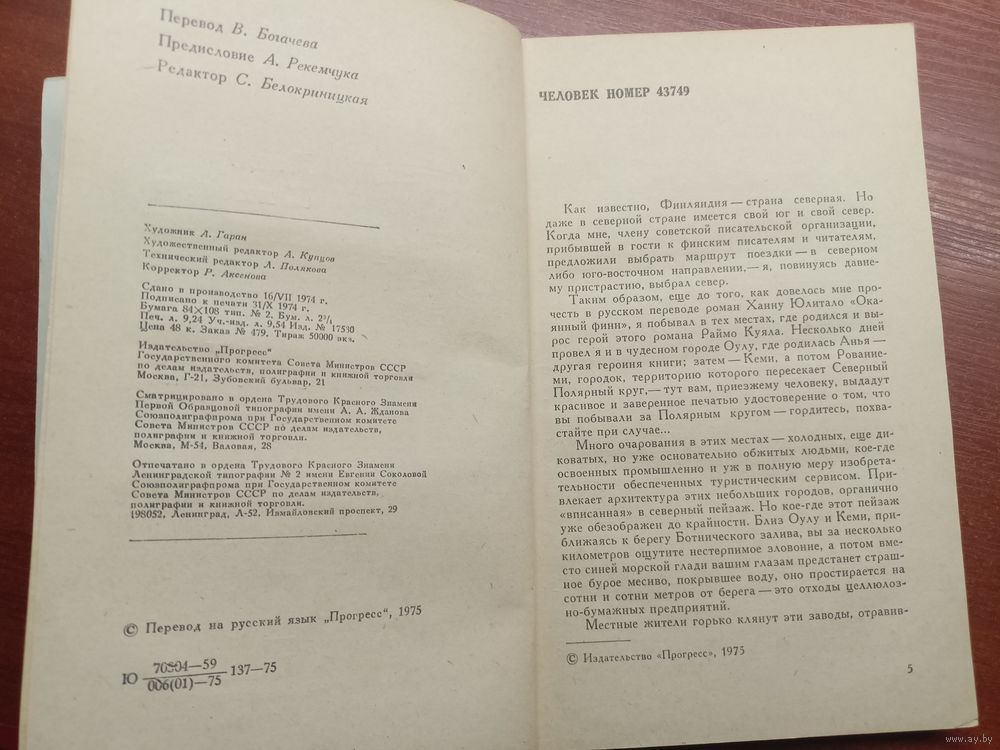 Перевод В. Богачева
Предисловие А. Рекемчука
Редактор С. Белокриницкая
Художник А. Гаран
Художественный редактор А. Купцов
Технический редактор Л. Полякова
Корректор Р. Аксенова
Сдано в производство 16/VII 1974 г.
Подписано к печати 31/X 1974 г.
Бумага 84×108 тип. № 2. Бум. л. 2³/₄
Печ. л. 9,24 Уч.-изд. л. 9,54 Изд. № 17530
Цена 48 к. Заказ № 479. Тираж 50000 экз.
Издательство „Прогресс“
Государственного комитета Совета Министров СССР
по делам издательств, полиграфии и книжной торговли
Москва, Г-21, Зубовский бульвар, 21
Сматрицировано в ордена Трудового Красного Знамени
Первой Образцовой типографии имени А. А. Жданова
Союзполиграфпрома при Государственном комитете
Совета Министров СССР по делам издательств,
полиграфии и книжной торговли.
Москва, М-54, Валовая, 28
Отпечатано в ордена Трудового Красного Знамени
Ленинградской типографии № 2 имени Евгении Соколовой
Союзполиграфпрома при Государственном комитете
Совета Министров СССР по делам издательств,
полиграфии и книжной торговли.
198052, Ленинград, Л-52, Измайловский проспект, 29
© Перевод на русский язык „Прогресс“, 1975
Ю 70304—59
006(01)—75 137—75
ЧЕЛОВЕК НОМЕР 43749
Как известно, Финляндия — страна северная. Но
даже в северной стране имеется свой юг и свой север.
Когда мне, члену советской писательской организации,
прибывшей в гости к финским писателям и читателям,
предложили выбрать маршрут поездки — в северном
либо юго-восточном направлении,— я, повинуясь давне-
му пристрастию, выбрал север.
Таким образом, еще до того, как довелось мне про-
честь в русском переводе роман Ханну Юлитало «Ока-
янный финн», я побывал в тех местах, где родился и вы-
рос герой этого романа Раймо Куяла. Несколько дней
провел я и в чудесном городе Оулу, где родилась Анья —
другая героиня книги; затем — Кеми, а потом Рование-
ми, городок, территорию которого пересекает Северный
Полярный круг,— тут вам, приезжему человеку, выдадут
красивое и заверенное печатью удостоверение о том, что
вы побывали за Полярным кругом — гордитесь, похва-
стайте при случае...
Много очарования в этих местах — холодных, еще ди-
коватых, но уже основательно обжитых людьми, кое-где
освоенных промышленно и уж в полную меру изобрета-
тельности обеспеченных туристическим сервисом. При-
влекает архитектура этих небольших городов, органично
«вписанная» в северный пейзаж. Но кое-где этот пейзаж
уже обезображен до крайности. Близ Оулу и Кеми, при-
ближаясь к берегу Ботнического залива, вы за несколько
километров ощутите нестерпимое зловоние, а потом вме-
сто синей морской глади вашим глазам предстанет страш-
ное бурое месиво, покрывшее воду, оно простирается на
сотни и сотни метров от берега — это отходы целлюлоз-
но-бумажных предприятий.
Местные жители горько клянут эти заводы, отравив-
© Издательство «Прогресс», 1975
5
www.ay.by